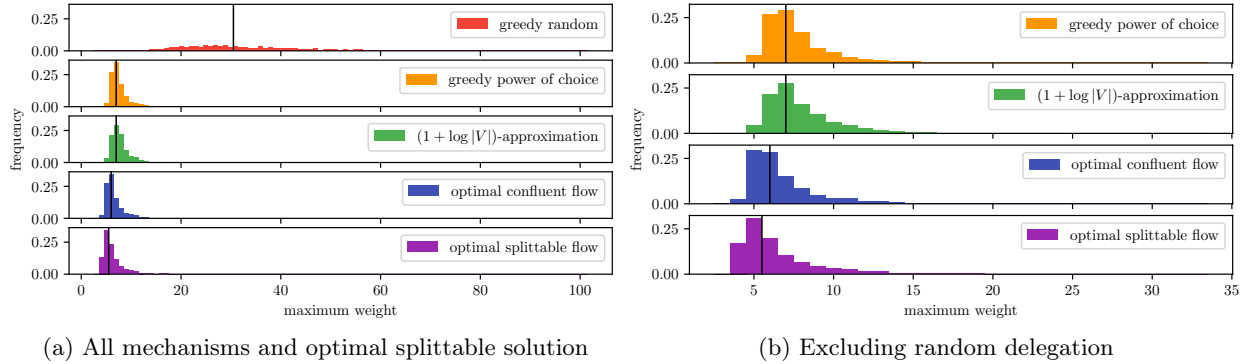 0.25
0.00
greedy random
0.25
0.00
greedy power of choice
0.25
0.00
(1 + log |V|)-approximation
0.25
0.00
optimal confluent flow
0.25
0.00
optimal splittable flow
frequency
0 20 40 60 80 100
maximum weight
(a) All mechanisms and optimal splittable solution
0.25
0.00
greedy power of choice
0.25
0.00
(1 + log |V|)-approximation
0.25
0.00
optimal confluent flow
0.25
0.00
optimal splittable flow
frequency
5 10 15 20 25 30 35
maximum weight
(b) Excluding random delegation